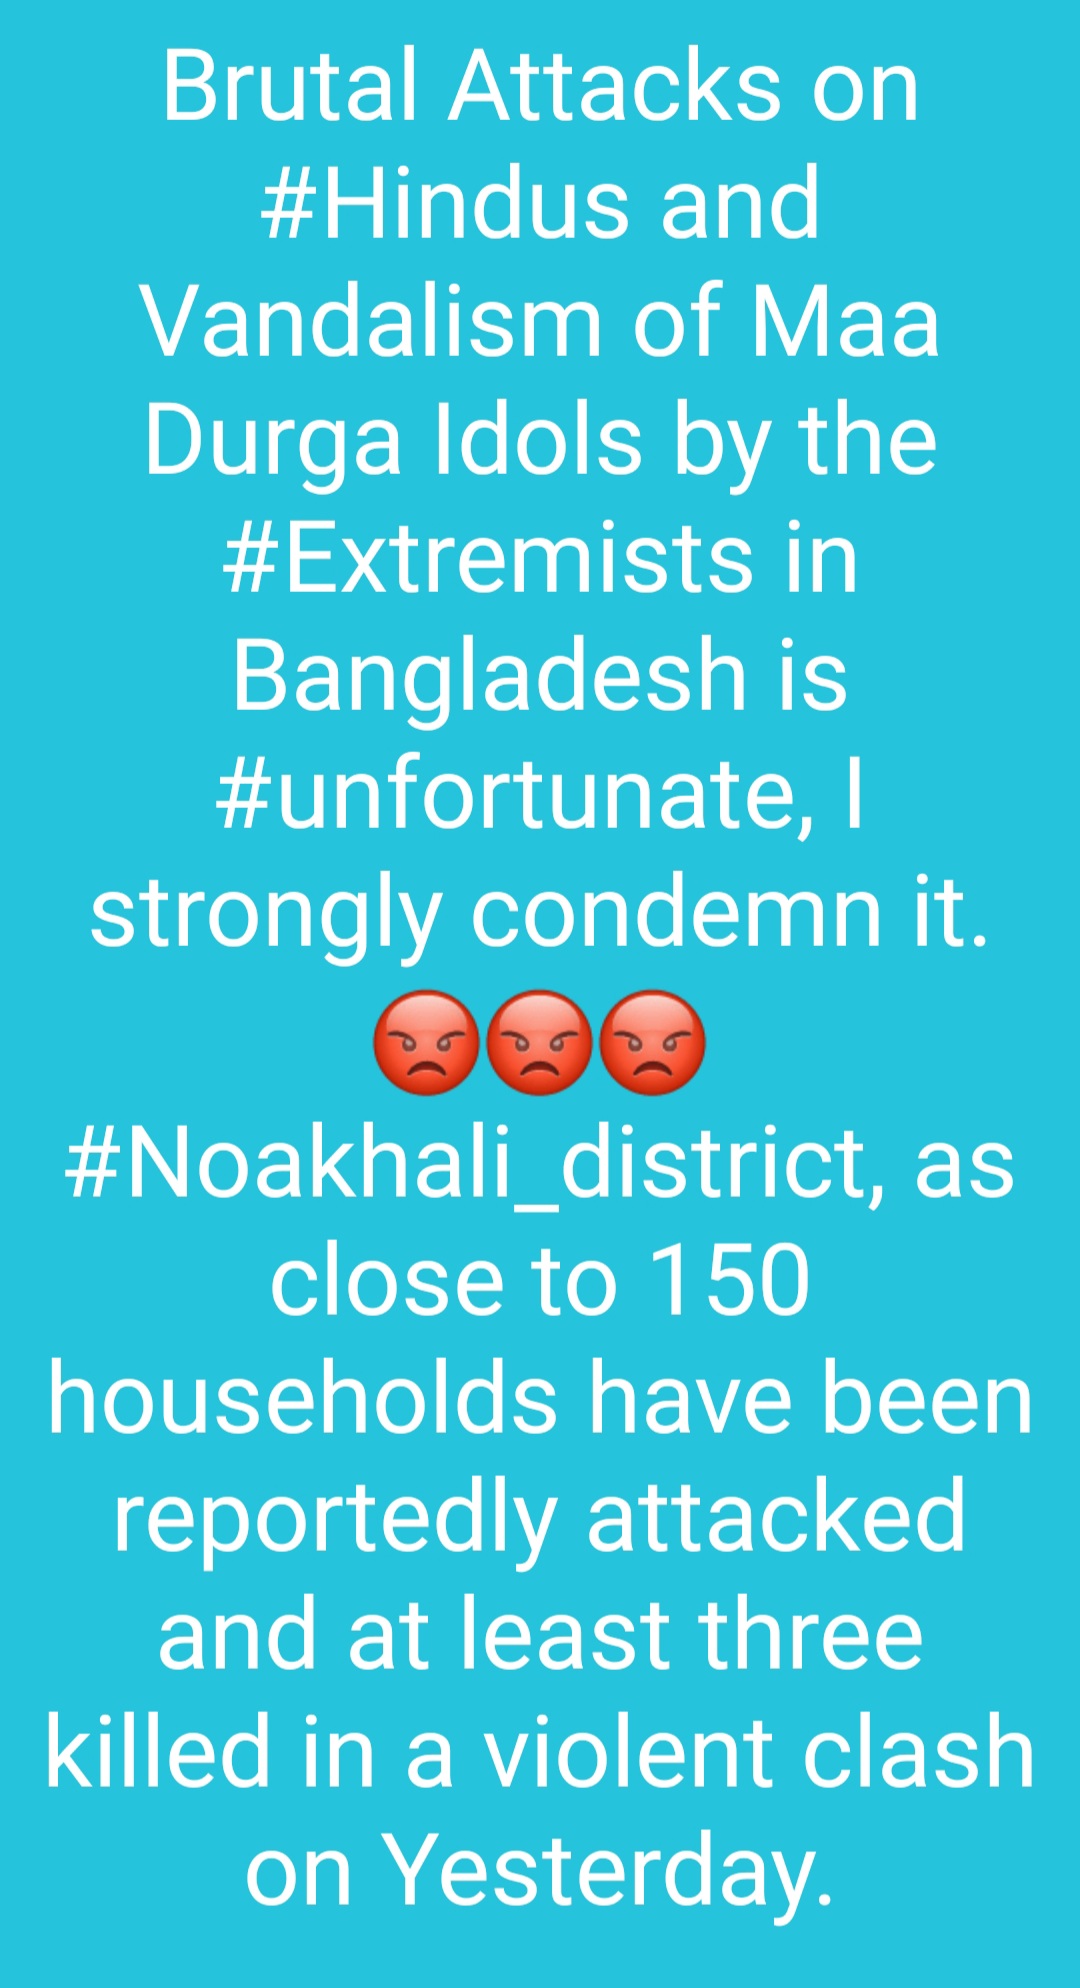 Brutal Attacks on
#Hindus and
Vandalism of Maa
Durga Idols by the
#Extremists in
Bangladesh is
#unfortunate, I
strongly condemn it.
😡😡😡
#Noakhali_district, as
close to 150
households have been
reportedly attacked
and at least three
killed in a violent clash
on Yesterday.